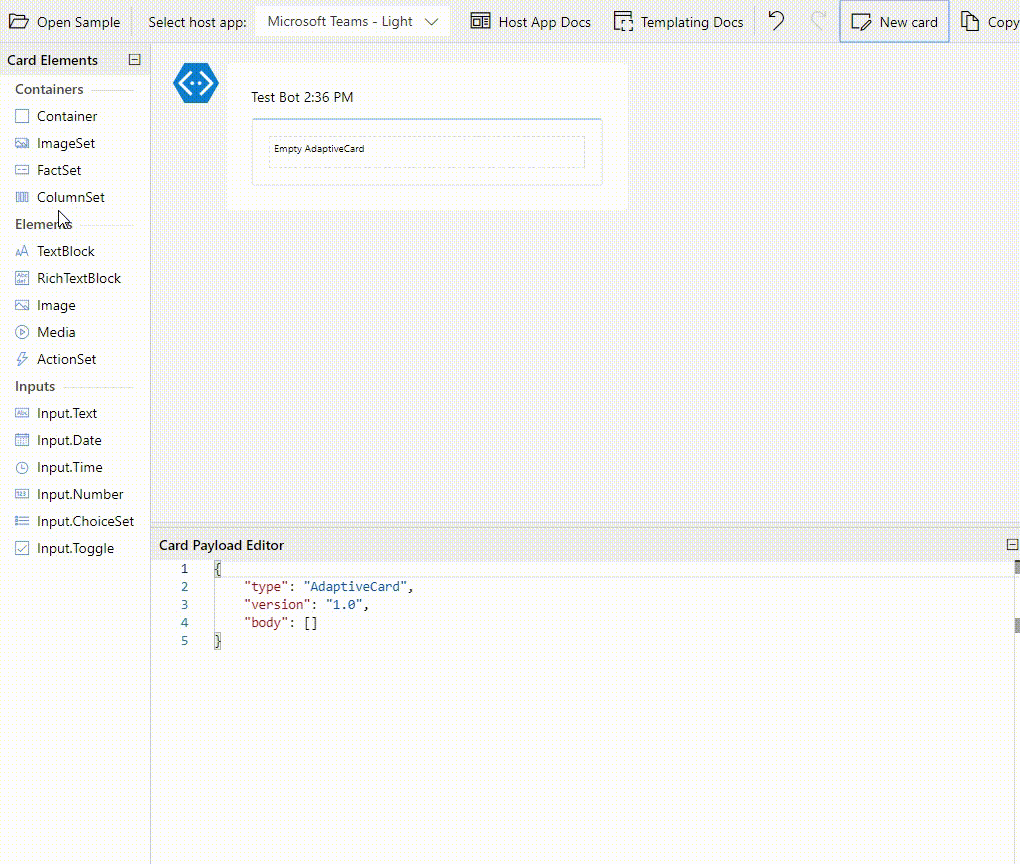 Open Sample Select host app: Microsoft Teams - Light Host App Docs Templating Docs New card Copy
Card Elements
Containers
Container
ImageSet
FactSet
ColumnSet
Elements
TextBlock
RichTextBlock
Image
Media
ActionSet
Inputs
Input.Text
Input.Date
Input.Time
Input.Number
Input.ChoiceSet
Input.Toggle
Test Bot 2:36 PM
Empty AdaptiveCard
Card Payload Editor
1 {
2 "type": "AdaptiveCard",
3 "version": "1.0",
4 "body": []
5 }